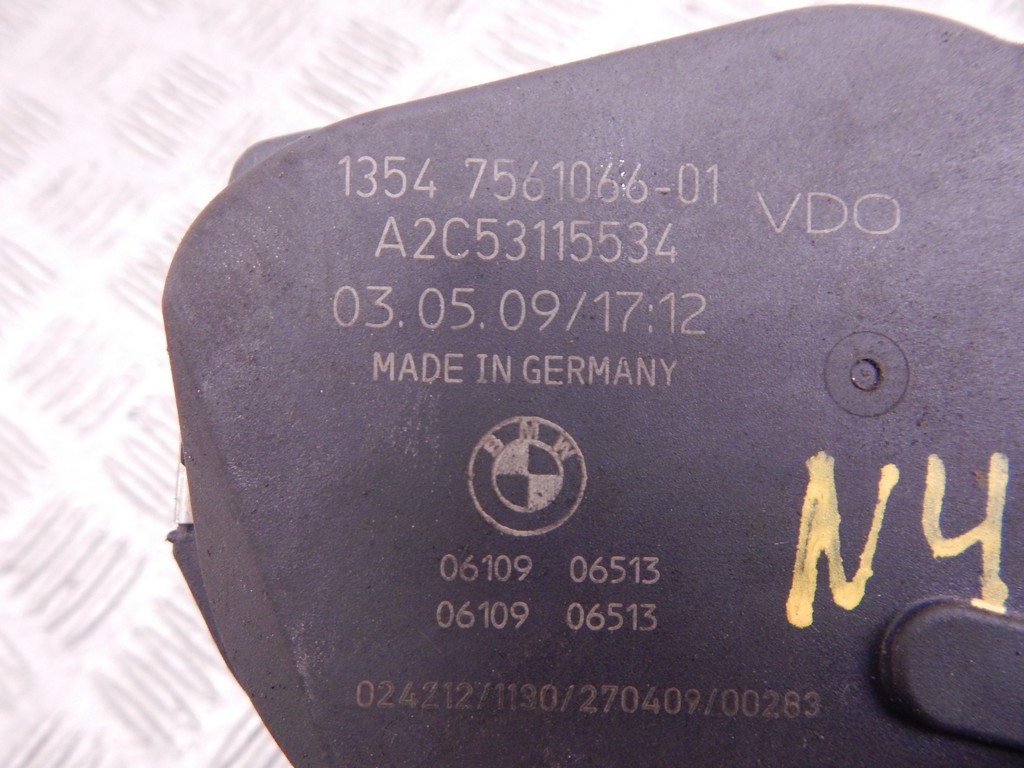 1354 7561066-01
VDO
A2C53115534
03.05.09/17:12
MADE IN GERMANY
BMW
06109 06513
06109 06513
024Z12/1130/270409/00283
N4